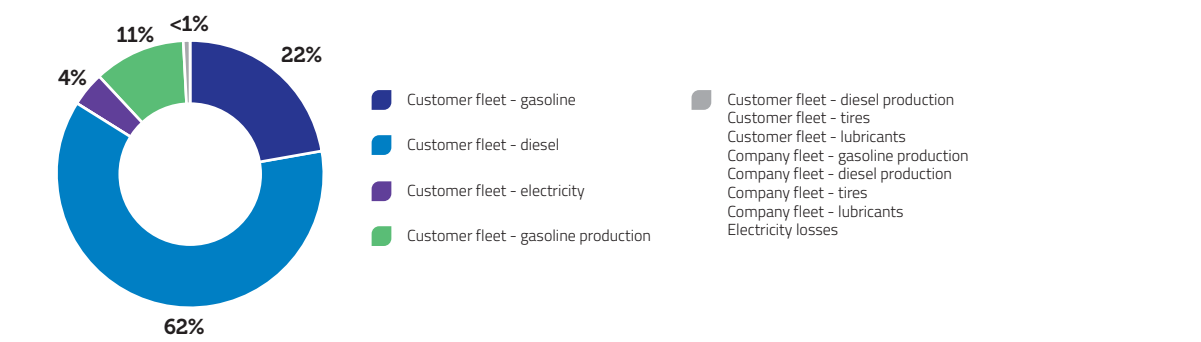 <1%
11%
22%
4%
62%
Customer fleet - gasoline
Customer fleet - diesel
Customer fleet - electricity
Customer fleet - gasoline production
Customer fleet - diesel production
Customer fleet - tires
Customer fleet - lubricants
Company fleet - gasoline production
Company fleet - diesel production
Company fleet - tires
Company fleet - lubricants
Electricity losses